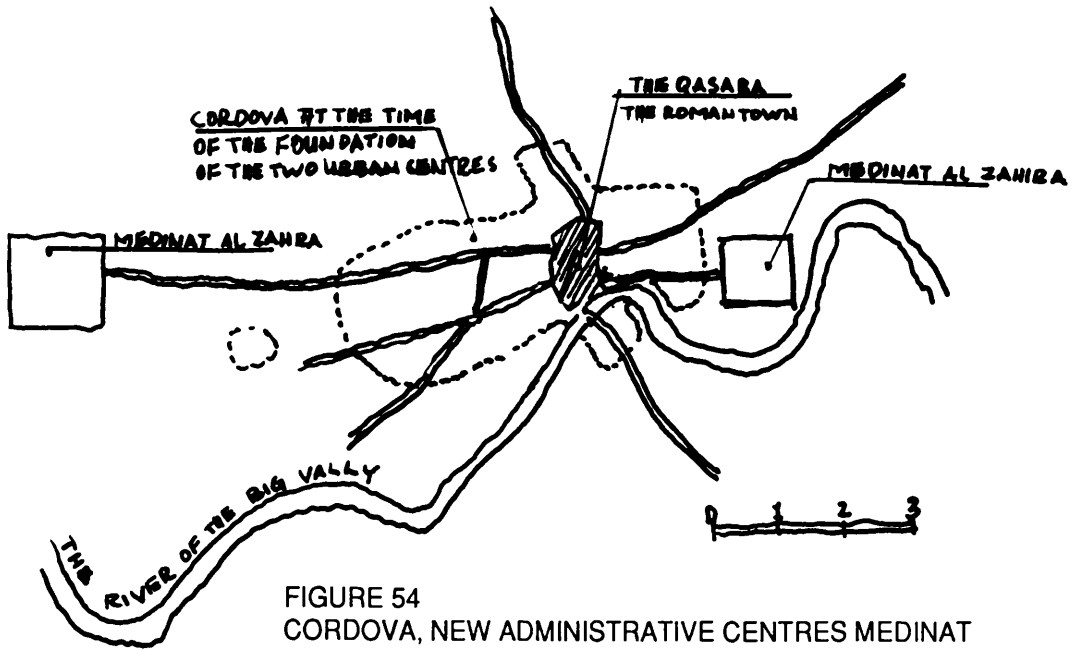 THE QASABA
THE ROMAN TOWN
CORDOVA AT THE TIME
OF THE FOUNDATION
OF THE TWO URBAN CENTRES
MEDINAT AL ZAHIRA
MEDINAT AL ZAHRA
THE RIVER OF THE BIG VALLY
0 1 2 3
FIGURE 54
CORDOVA, NEW ADMINISTRATIVE CENTRES MEDINAT